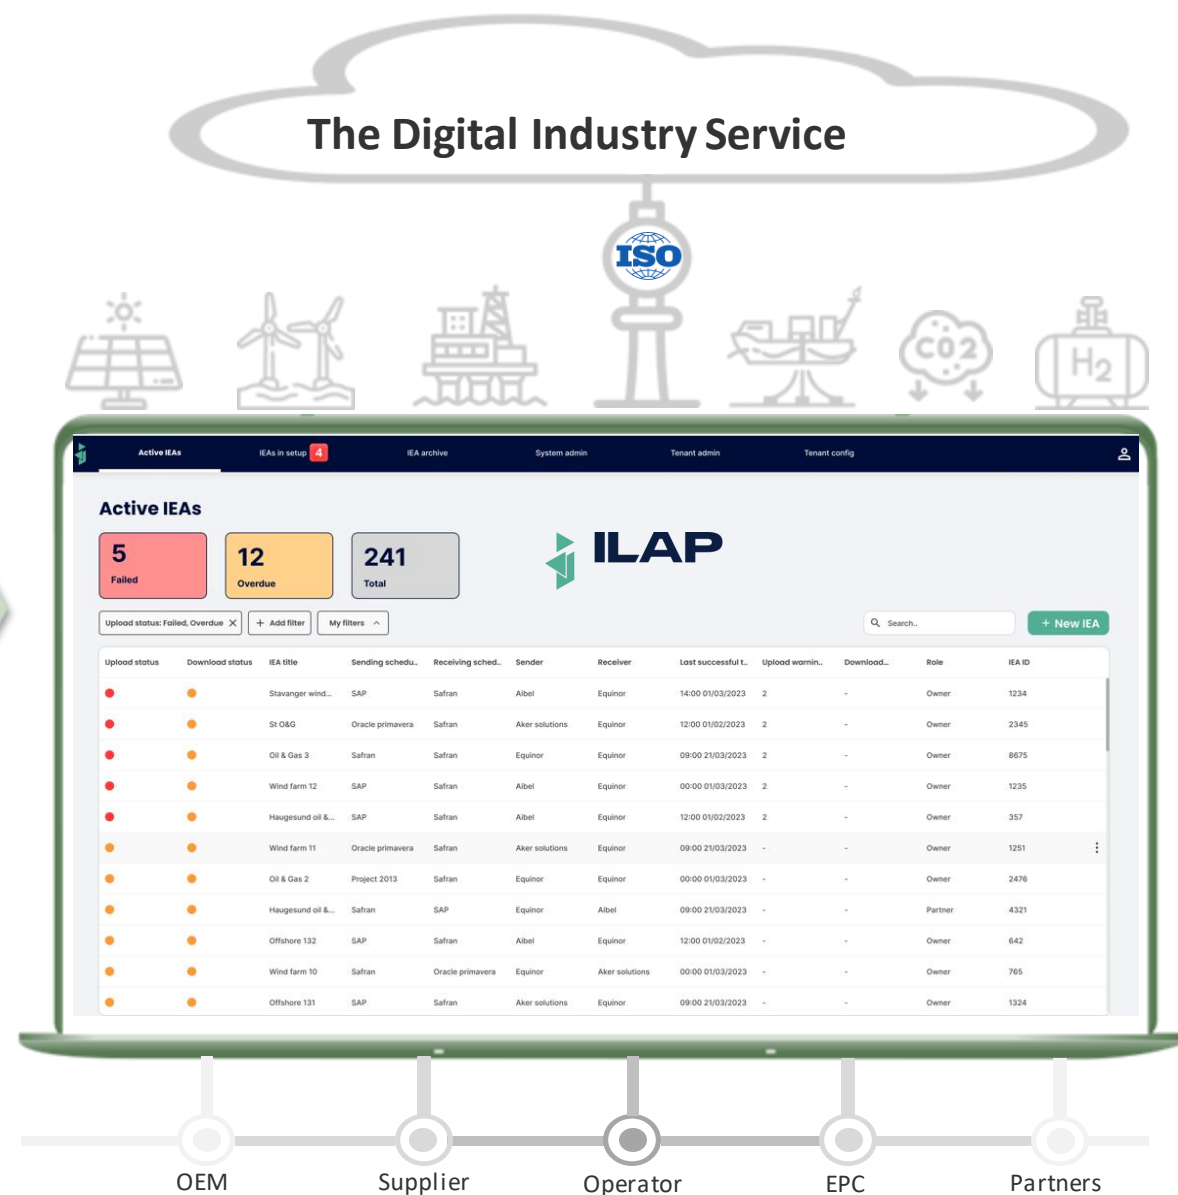 The Digital Industry Service
ISO
CO2
H2
Active IEAs IEAs in setup 4 IEA archive System admin Tenant admin Tenant config
Active IEAs
5 12 241
Failed Overdue Total
ILAP
Upload status: Failed, Overdue X + Add filter My filters Search.. + New IEA
Upload status Download status IEA title Sending schedu.. Receiving sched.. Sender Receiver Last successful t.. Upload warnin.. Download... Role IEA ID
Stavanger wind... SAP Safran Aibel Equinor 14:00 01/03/2023 2 - Owner 1234
St O&G Oracle primavera Safran Aker solutions Equinor 12:00 01/02/2023 2 - Owner 2345
Oil & Gas 3 Safran Safran Equinor Equinor 09:00 21/03/2023 2 - Owner 8675
Wind farm 12 SAP Safran Aibel Equinor 00:00 01/03/2023 2 - Owner 1235
Haugesund oil &... SAP Safran Aibel Equinor 12:00 01/02/2023 2 - Owner 357
Wind farm 11 Oracle primavera Safran Aker solutions Equinor 09:00 21/03/2023 - - Owner 1251
Oil & Gas 2 Project 2013 Safran Equinor Equinor 00:00 01/03/2023 - - Owner 2476
Haugesund oil &... Safran SAP Equinor Aibel 09:00 21/03/2023 - - Partner 4321
Offshore 132 SAP Safran Aibel Equinor 12:00 01/02/2023 - - Owner 642
Wind farm 10 Safran Oracle primavera Equinor Aker solutions 00:00 01/03/2023 - - Owner 765
Offshore 131 SAP Safran Aker solutions Equinor 09:00 21/03/2023 - - Owner 1324
OEM Supplier Operator EPC Partners